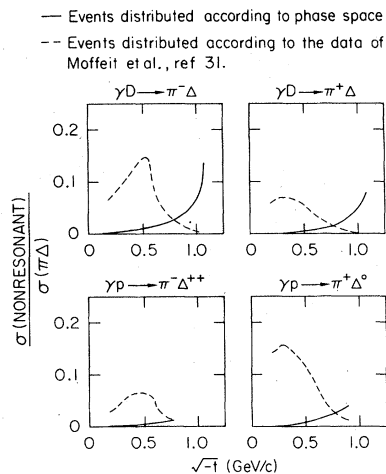 — Events distributed according to phase space
--- Events distributed according to the data of
Moffeit et al., ref 31.
γD → π⁻Δ
γD → π⁺Δ
0.2
0.1
0
0 0.5 1.0
0 0.5 1.0
σ(NONRESONANT)
σ(πΔ)
γp → π⁻Δ⁺⁺
γp → π⁺Δ⁰
0.2
0.1
0
0 0.5 1.0
0 0.5 1.0
√-t (GeV/c)